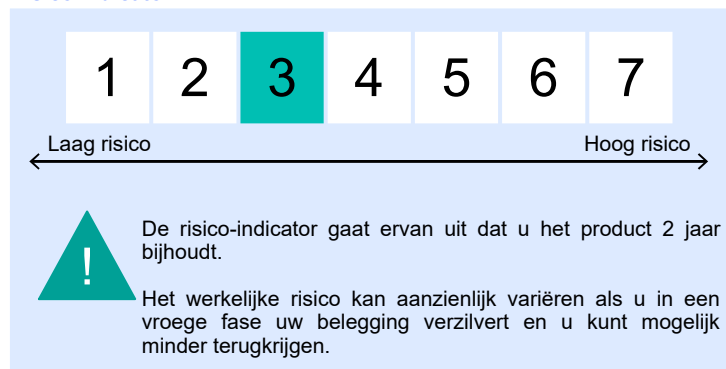 1 2 3 4 5 6 7
Laag risico Hoog risico
! De risico-indicator gaat ervan uit dat u het product 2 jaar
bijhoudt.
Het werkelijke risico kan aanzienlijk variëren als u in een
vroege fase uw belegging verzilvert en u kunt mogelijk
minder terugkrijgen.